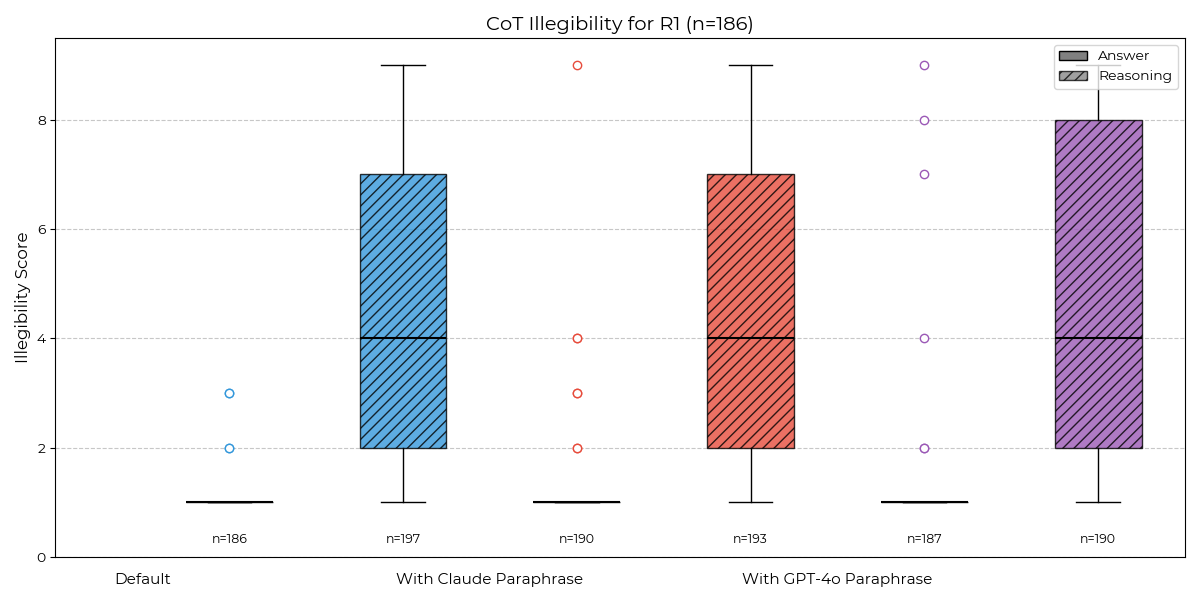 CoT Illegibility for R1 (n=186)
Answer
Reasoning
Illegibility Score
8
6
4
2
0
n=186
n=197
n=190
n=193
n=187
n=190
Default
With Claude Paraphrase
With GPT-4o Paraphrase